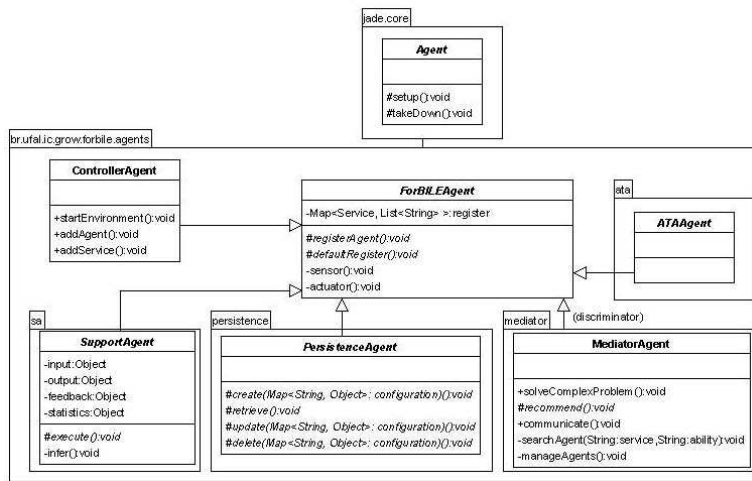 jade.core
Agent
#setup():void
#takeDown():void
br.ufal.ic.grow.forbile.agents
ControllerAgent
+startEnvironment():void
+addAgent():void
+addService():void
ForBILEAgent
-Map<Service, List<String> >:register
#registerAgent():void
#defaultRegister():void
-sensor():void
-actuator():void
ata
ATAAgent
sa
SupportAgent
-input:Object
-output:Object
-feedback:Object
-statistics:Object
#execute():void
-infer():void
persistence
PersistenceAgent
#create(Map<String, Object>: configuration)():void
#retrieve():void
#update(Map<String, Object>: configuration)():void
#delete(Map<String, Object>: configuration)():void
(discriminator)
mediator
MediatorAgent
+solveComplexProblem():void
#recommend():void
+communicate():void
-searchAgent(String:service,String:ability):void
-manageAgents():void